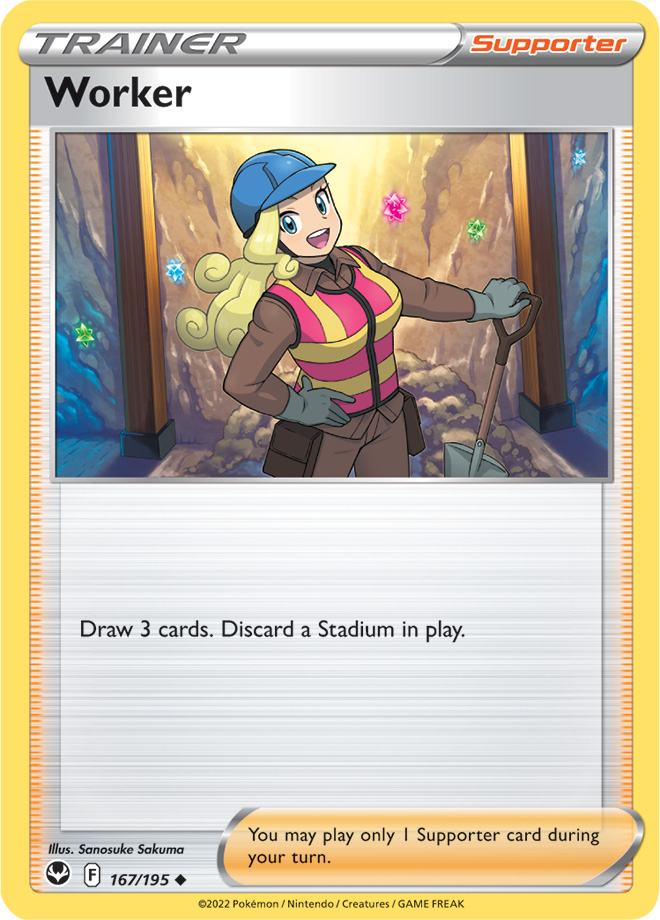 TRAINER
Supporter
Worker
Draw 3 cards. Discard a Stadium in play.
You may play only 1 Supporter card during
your turn.
Illus. Sanosuke Sakuma
F 167/195 ◆
©2022 Pokémon / Nintendo / Creatures / GAME FREAK